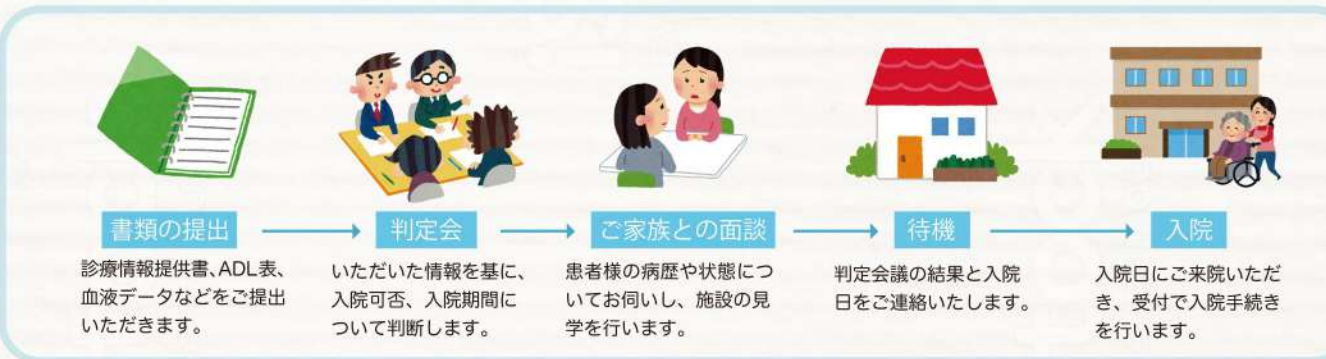 書類の提出
診療情報提供書、ADL表、
血液データなどをご提出
いただきます。
判定会
いただいた情報を基に、
入院可否、入院期間に
ついて判断します。
ご家族との面談
患者様の病歴や状態につ
いてお伺いし、施設の見
学を行います。
待機
判定会議の結果と入院
日をご連絡いたします。
入院
入院日にご来院いただ
き、受付で入院手続き
を行います。